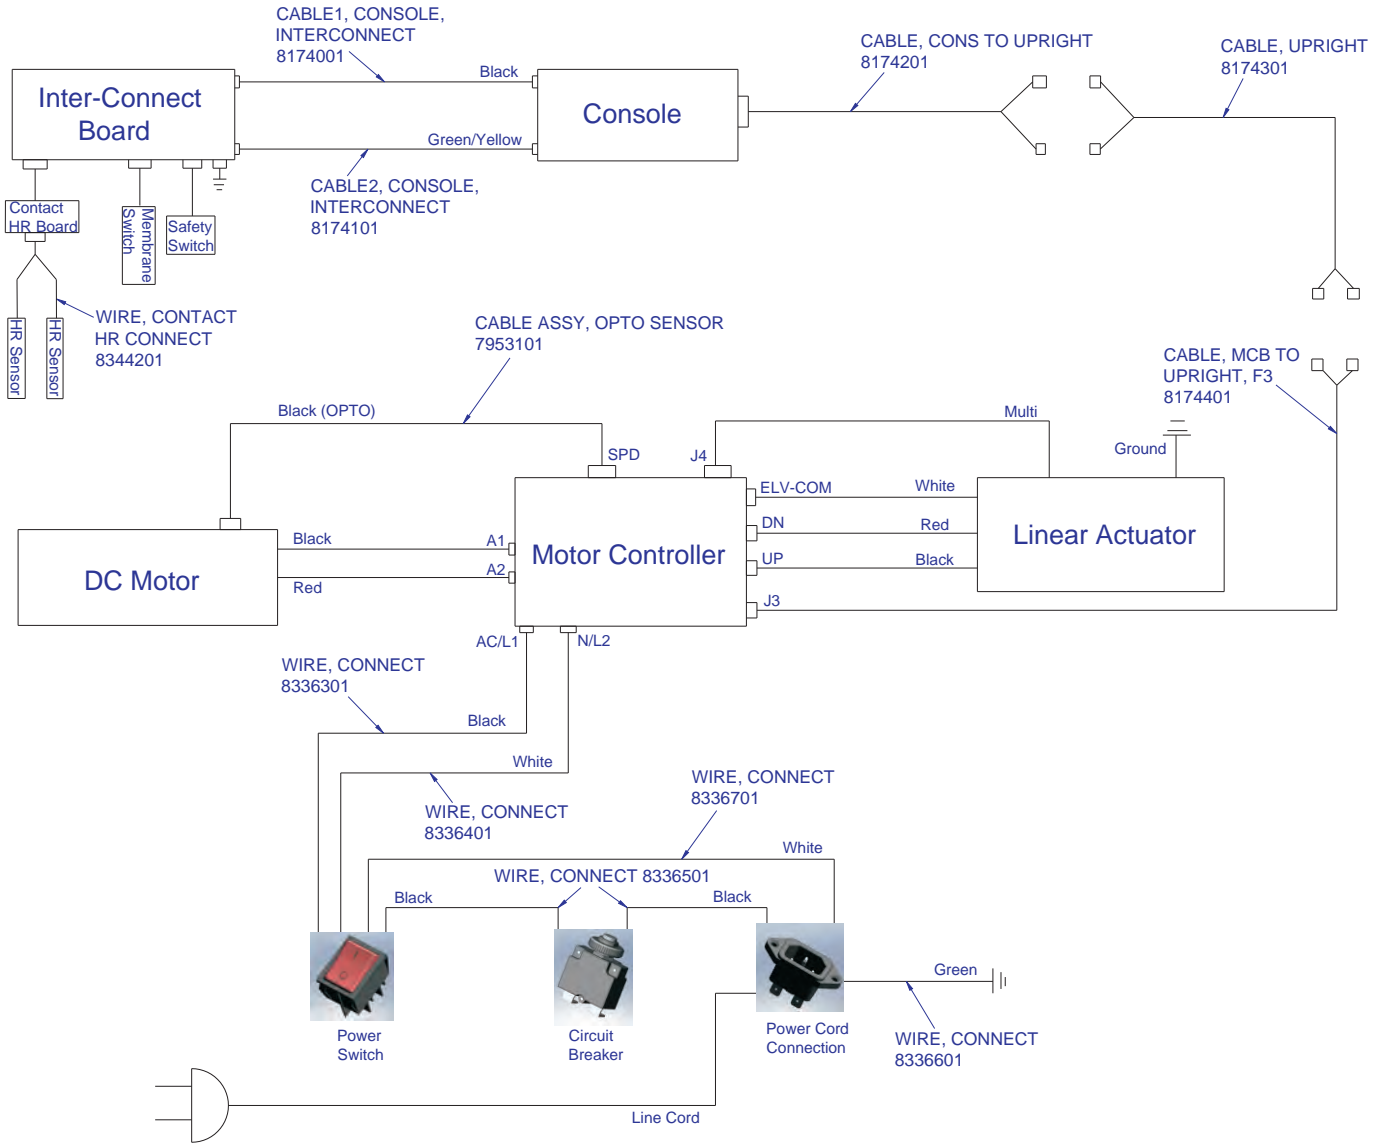 CABLE1, CONSOLE,
INTERCONNECT
8174001
CABLE, CONS TO UPRIGHT
8174201
CABLE, UPRIGHT
8174301
Inter-Connect
Board
Black
Console
Green/Yellow
CABLE2, CONSOLE,
INTERCONNECT
8174101
Contact
HR Board
Membrane
Switch
Safety
Switch
HR Sensor
HR Sensor
WIRE, CONTACT
HR CONNECT
8344201
CABLE ASSY, OPTO SENSOR
7953101
CABLE, MCB TO
UPRIGHT, F3
8174401
Black (OPTO)
Multi
SPD
J4
Ground
ELV-COM
White
DN
Red
UP
Black
J3
Linear Actuator
Motor Controller
DC Motor
Black
A1
A2
Red
AC/L1
N/L2
WIRE, CONNECT
8336301
Black
White
WIRE, CONNECT
8336401
WIRE, CONNECT
8336701
White
WIRE, CONNECT 8336501
Black
Black
I
O
Green
Power
Switch
Circuit
Breaker
Power Cord
Connection
WIRE, CONNECT
8336601
Line Cord